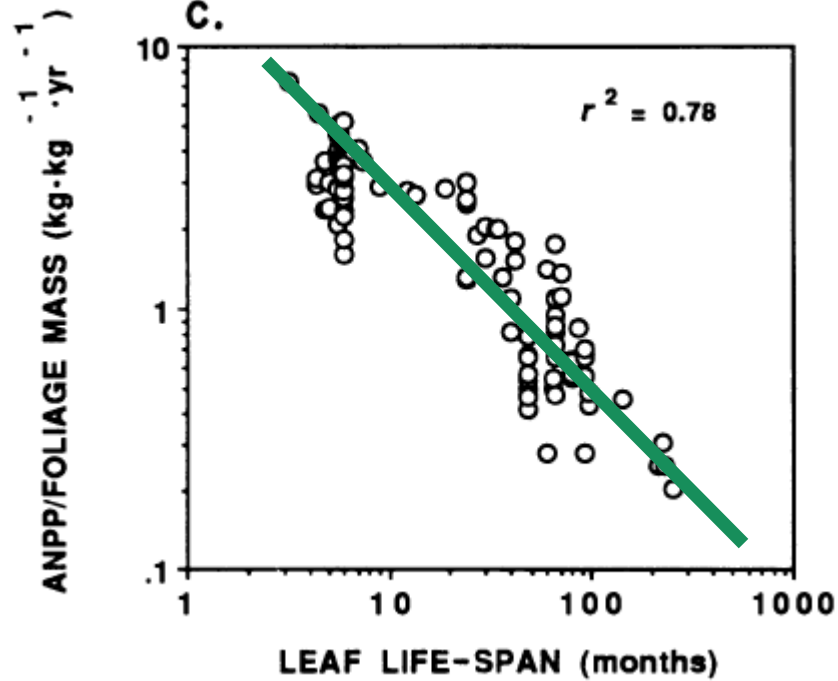 C.
ANPP/FOLIAGE MASS (kg·kg⁻¹·yr⁻¹)
10
1
.1
r² = 0.78
1 10 100 1000
LEAF LIFE-SPAN (months)